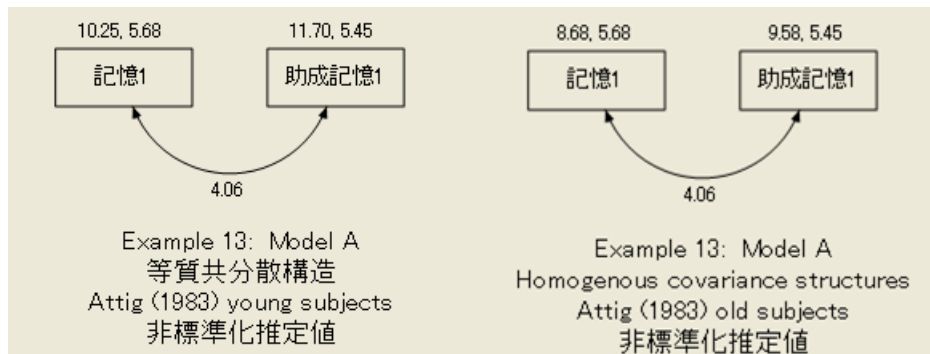 10.25, 5.68
11.70, 5.45
記憶1
助成記憶1
4.06
Example 13: Model A
等質共分散構造
Attig (1983) young subjects
非標準化推定値
8.68, 5.68
9.58, 5.45
記憶1
助成記憶1
4.06
Example 13: Model A
Homogenous covariance structures
Attig (1983) old subjects
非標準化推定値